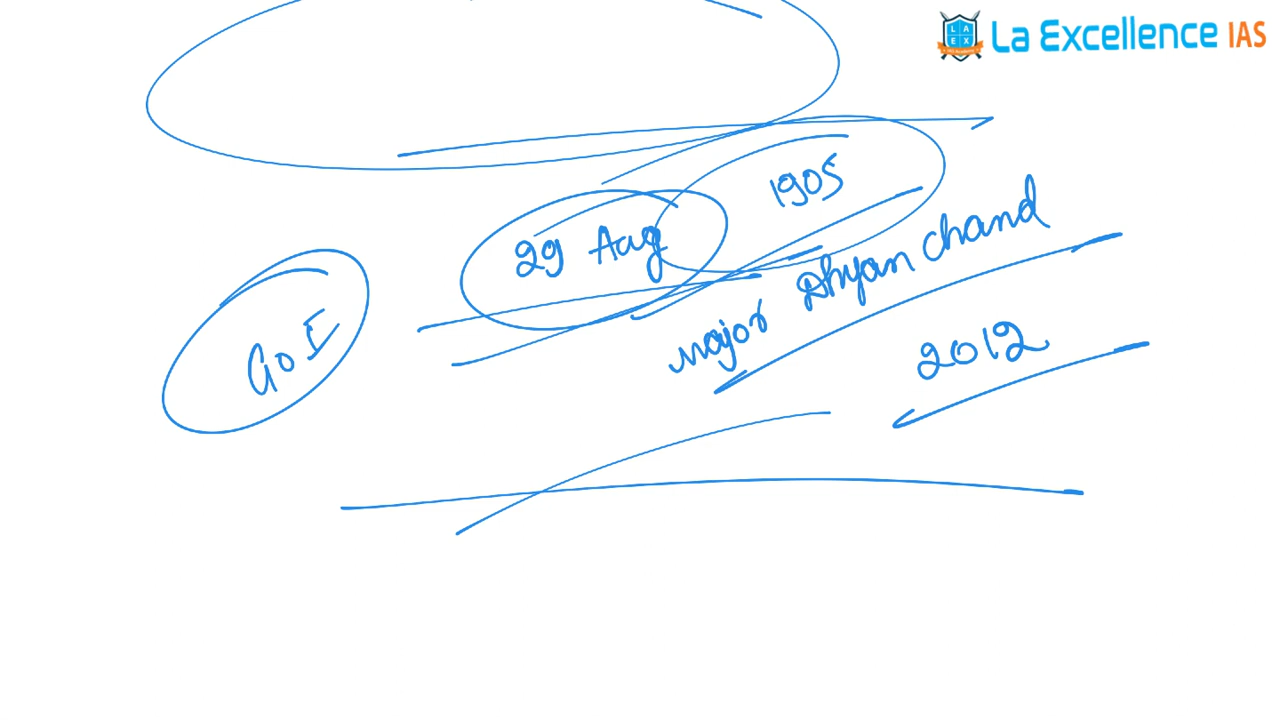 La Excellence IAS
1905
29 Aug
Major Dhyan Chand
GoI
2012